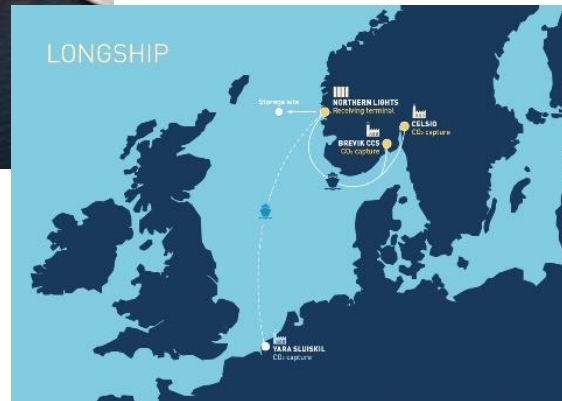 LONGSHIP
Storage site
NORTHERN LIGHTS
Receiving terminal
CELSIO
CO₂ capture
BREVIK CCS
CO₂ capture
YARA SLUISKIL
CO₂ capture